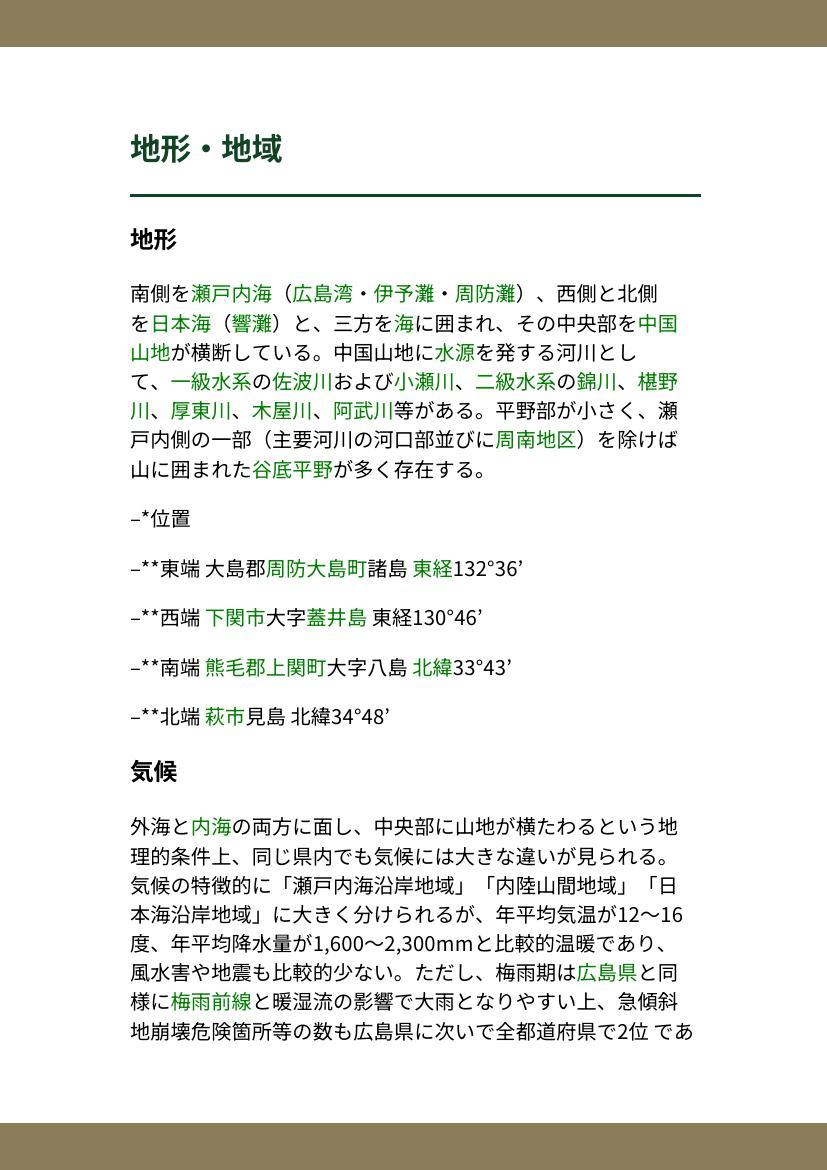 地形・地域
地形
南側を瀬戸内海（広島湾・伊予灘・周防灘）、西側と北側
を日本海（響灘）と、三方を海に囲まれ、その中央部を中国
山地が横断している。中国山地に水源を発する河川とし
て、一級水系の佐波川および小瀬川、二級水系の錦川、椹野
川、厚東川、木屋川、阿武川等がある。平野部が小さく、瀬
戸内側の一部（主要河川の河口部並びに周南地区）を除けば
山に囲まれた谷底平野が多く存在する。
–*位置
–**東端 大島郡周防大島町諸島 東経132°36’
–**西端 下関市大字蓋井島 東経130°46’
–**南端 熊毛郡上関町大字八島 北緯33°43’
–**北端 萩市見島 北緯34°48’
気候
外海と内海の両方に面し、中央部に山地が横たわるという地
理的条件上、同じ県内でも気候には大きな違いが見られる。
気候の特徴的に「瀬戸内海沿岸地域」「内陸山間地域」「日
本海沿岸地域」に大きく分けられるが、年平均気温が12～16
度、年平均降水量が1,600～2,300mmと比較的温暖であり、
風水害や地震も比較的少ない。ただし、梅雨期は広島県と同
様に梅雨前線と暖湿流の影響で大雨となりやすい上、急傾斜
地崩壊危険箇所等の数も広島県に次いで全都道府県で2位 であ